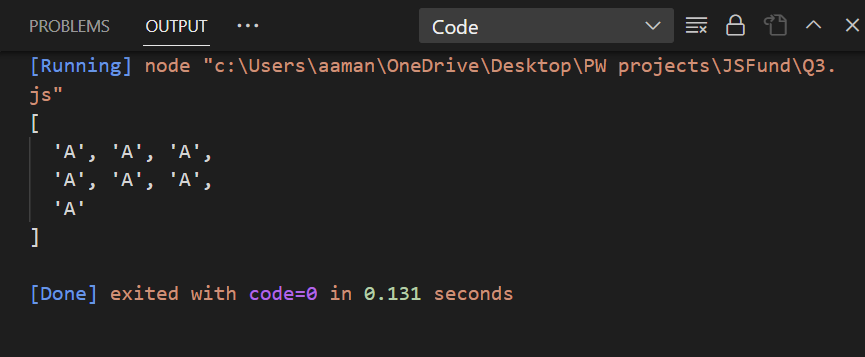 PROBLEMS OUTPUT ··· Code
[Running] node "c:\Users\aaman\OneDrive\Desktop\PW projects\JSFund\Q3.
js"
[
'A', 'A', 'A',
'A', 'A', 'A',
'A'
]
[Done] exited with code=0 in 0.131 seconds